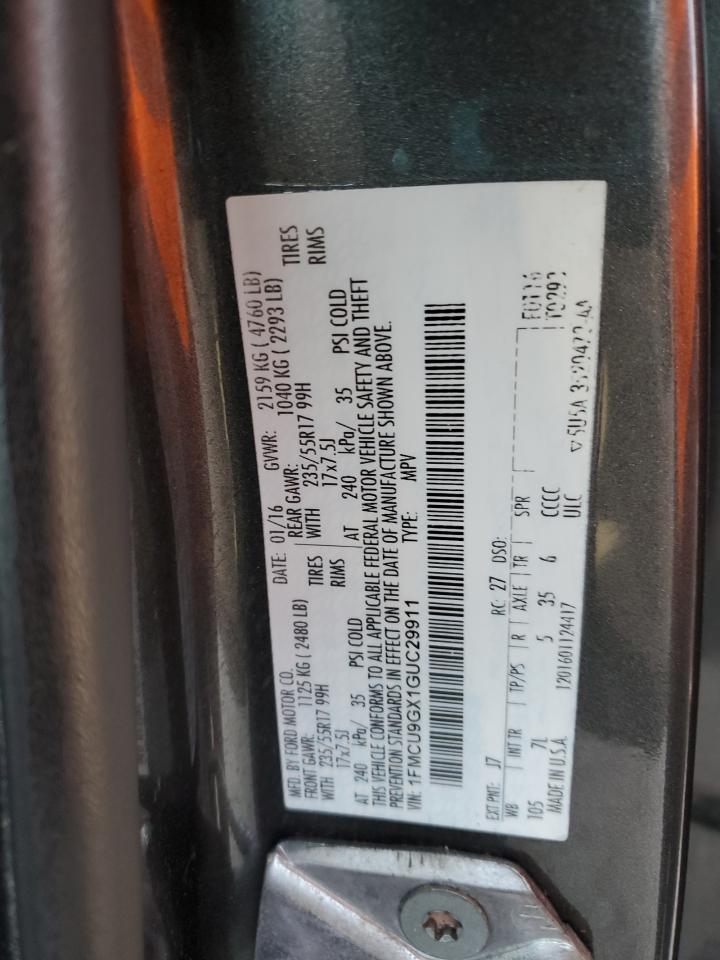 MFD. BY FORD MOTOR CO. DATE: 01/16 GVWR: 2159 KG ( 4760 LB)
FRONT GAWR: 1125 KG ( 2480 LB) REAR GAWR: 1040 KG ( 2293 LB)
WITH 235/55R17 99H TIRES WITH 235/55R17 99H TIRES
17x7.5J RIMS 17x7.5J RIMS
AT 240 kPa/ 35 PSI COLD AT 240 kPa/ 35 PSI COLD
THIS VEHICLE CONFORMS TO ALL APPLICABLE FEDERAL MOTOR VEHICLE SAFETY AND THEFT
PREVENTION STANDARDS IN EFFECT ON THE DATE OF MANUFACTURE SHOWN ABOVE.
VIN: 1FMCU9GX1GUC29911 TYPE: MPV
EXT PNT: J7 RC: 27 DSO:
WB INT TR TP/PS R AXLE TR SPR
105 7L 5 35 6 CCCC
MADE IN U.S.A. 1201601124417 ULC